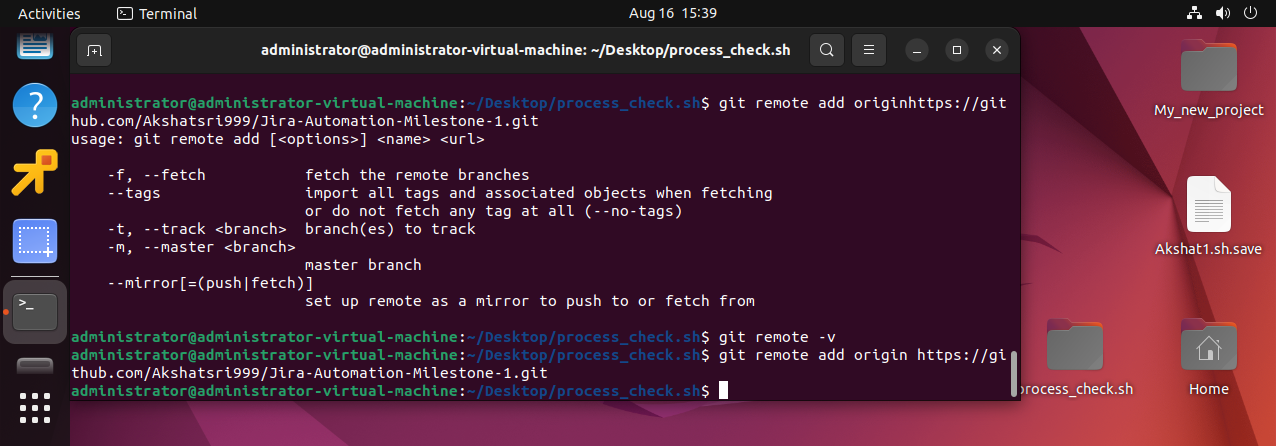 Activities
Terminal
Aug 16 15:39
administrator@administrator-virtual-machine: ~/Desktop/process_check.sh
administrator@administrator-virtual-machine:~/Desktop/process_check.sh$ git remote add originhttps://git
hub.com/Akshatsri999/Jira-Automation-Milestone-1.git
usage: git remote add [<options>] <name> <url>
-f, --fetch fetch the remote branches
--tags import all tags and associated objects when fetching
or do not fetch any tag at all (--no-tags)
-t, --track <branch> branch(es) to track
-m, --master <branch>
master branch
--mirror[=(push|fetch)]
set up remote as a mirror to push to or fetch from
administrator@administrator-virtual-machine:~/Desktop/process_check.sh$ git remote -v
administrator@administrator-virtual-machine:~/Desktop/process_check.sh$ git remote add origin https://gi
thub.com/Akshatsri999/Jira-Automation-Milestone-1.git
administrator@administrator-virtual-machine:~/Desktop/process_check.sh$
My_new_project
Akshat1.sh.save
process_check.sh
Home